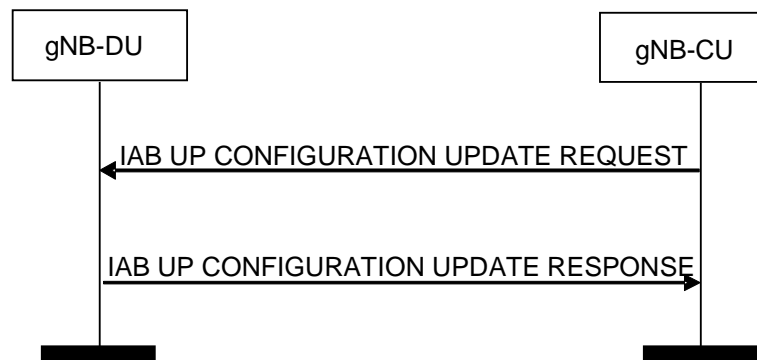 gNB-DU
gNB-CU
IAB UP CONFIGURATION UPDATE REQUEST
IAB UP CONFIGURATION UPDATE RESPONSE